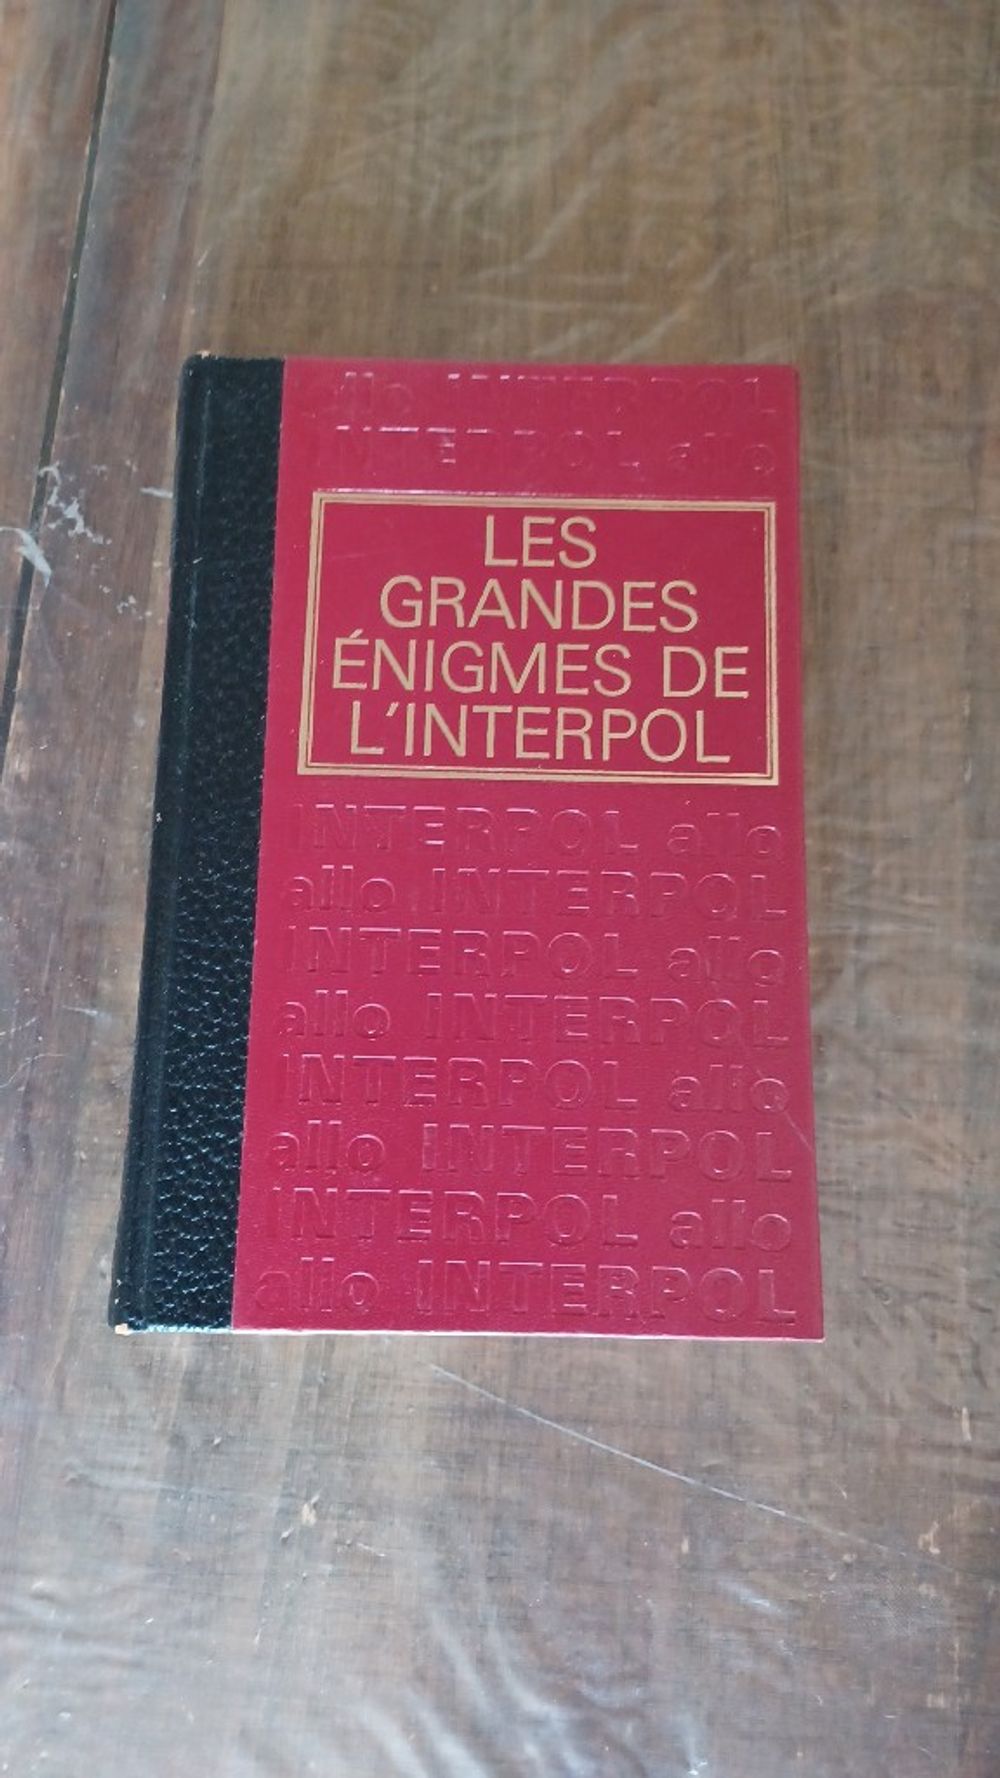 allo INTERPOL
INTERPOL allo
LES
GRANDES
ÉNIGMES DE
L'INTERPOL
INTERPOL allo
allo INTERPOL
INTERPOL allo
allo INTERPOL
INTERPOL allo
allo INTERPOL
INTERPOL allo
allo INTERPOL